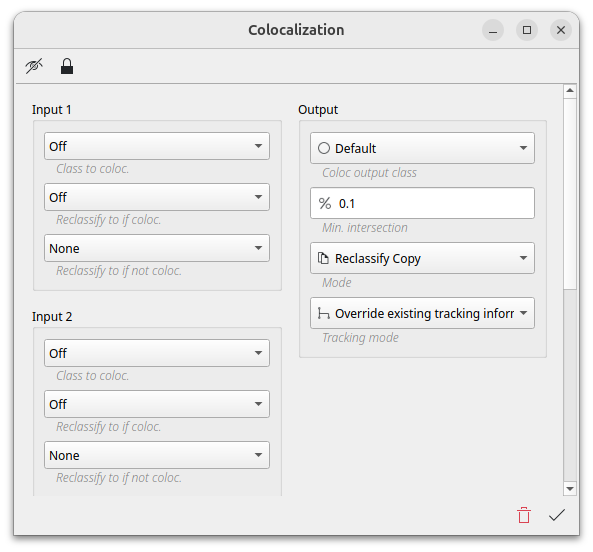 Colocalization
Input 1
Off
Class to coloc.
Off
Reclassify to if coloc.
None
Reclassify to if not coloc.
Input 2
Off
Class to coloc.
Off
Reclassify to if coloc.
None
Reclassify to if not coloc.
Output
Default
Coloc output class
% 0.1
Min. intersection
Reclassify Copy
Mode
Override existing tracking inforr
Tracking mode